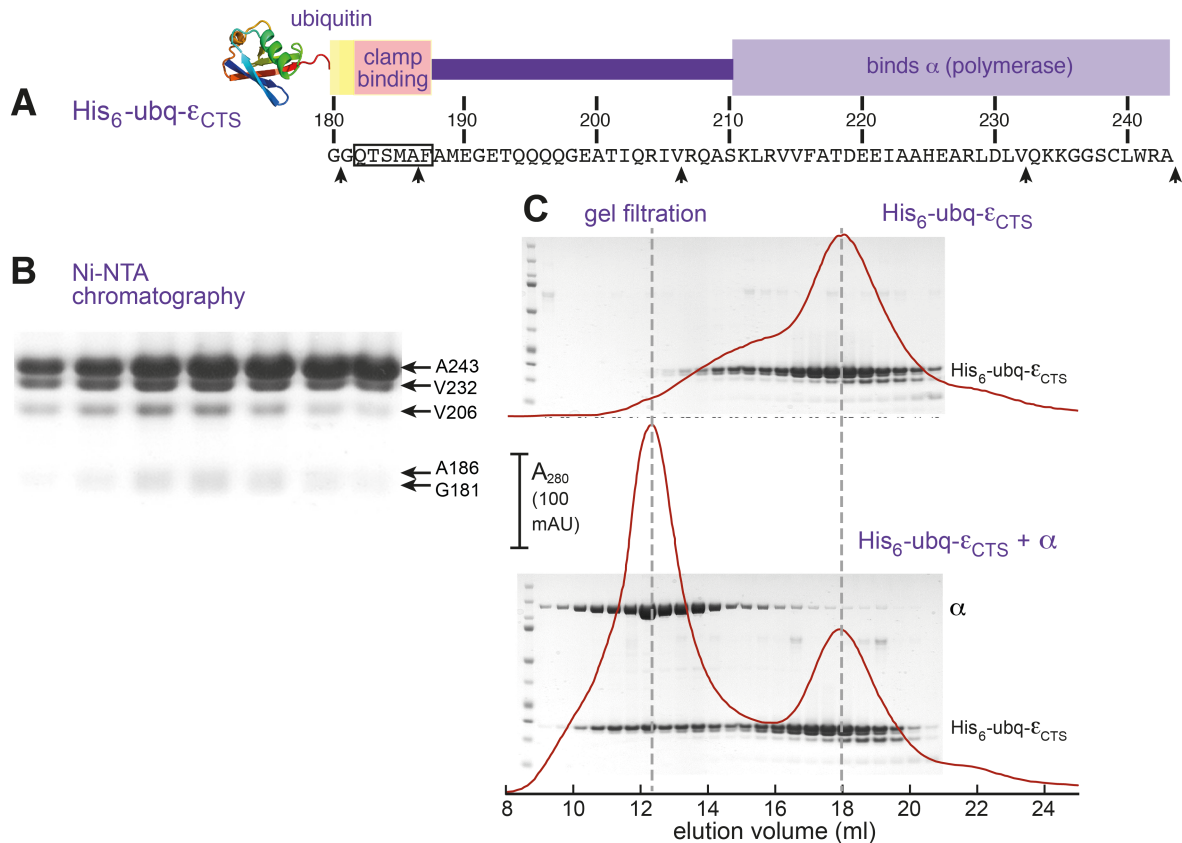 ubiquitin
A
His6-ubq-εCTS
clamp
binding
binds α (polymerase)
180 190 200 210 220 230 240
GGQTSMAFAMEGETQQQQGEATIQRIVRQASKLRVVFATDEEIAAHEARLDLVQKKGGSCLWRA
B
Ni-NTA
chromatography
A243
V232
V206
A186
G181
C
gel filtration
His6-ubq-εCTS
His6-ubq-εCTS
A280
(100
mAU)
His6-ubq-εCTS + α
α
His6-ubq-εCTS
8 10 12 14 16 18 20 22 24
elution volume (ml)